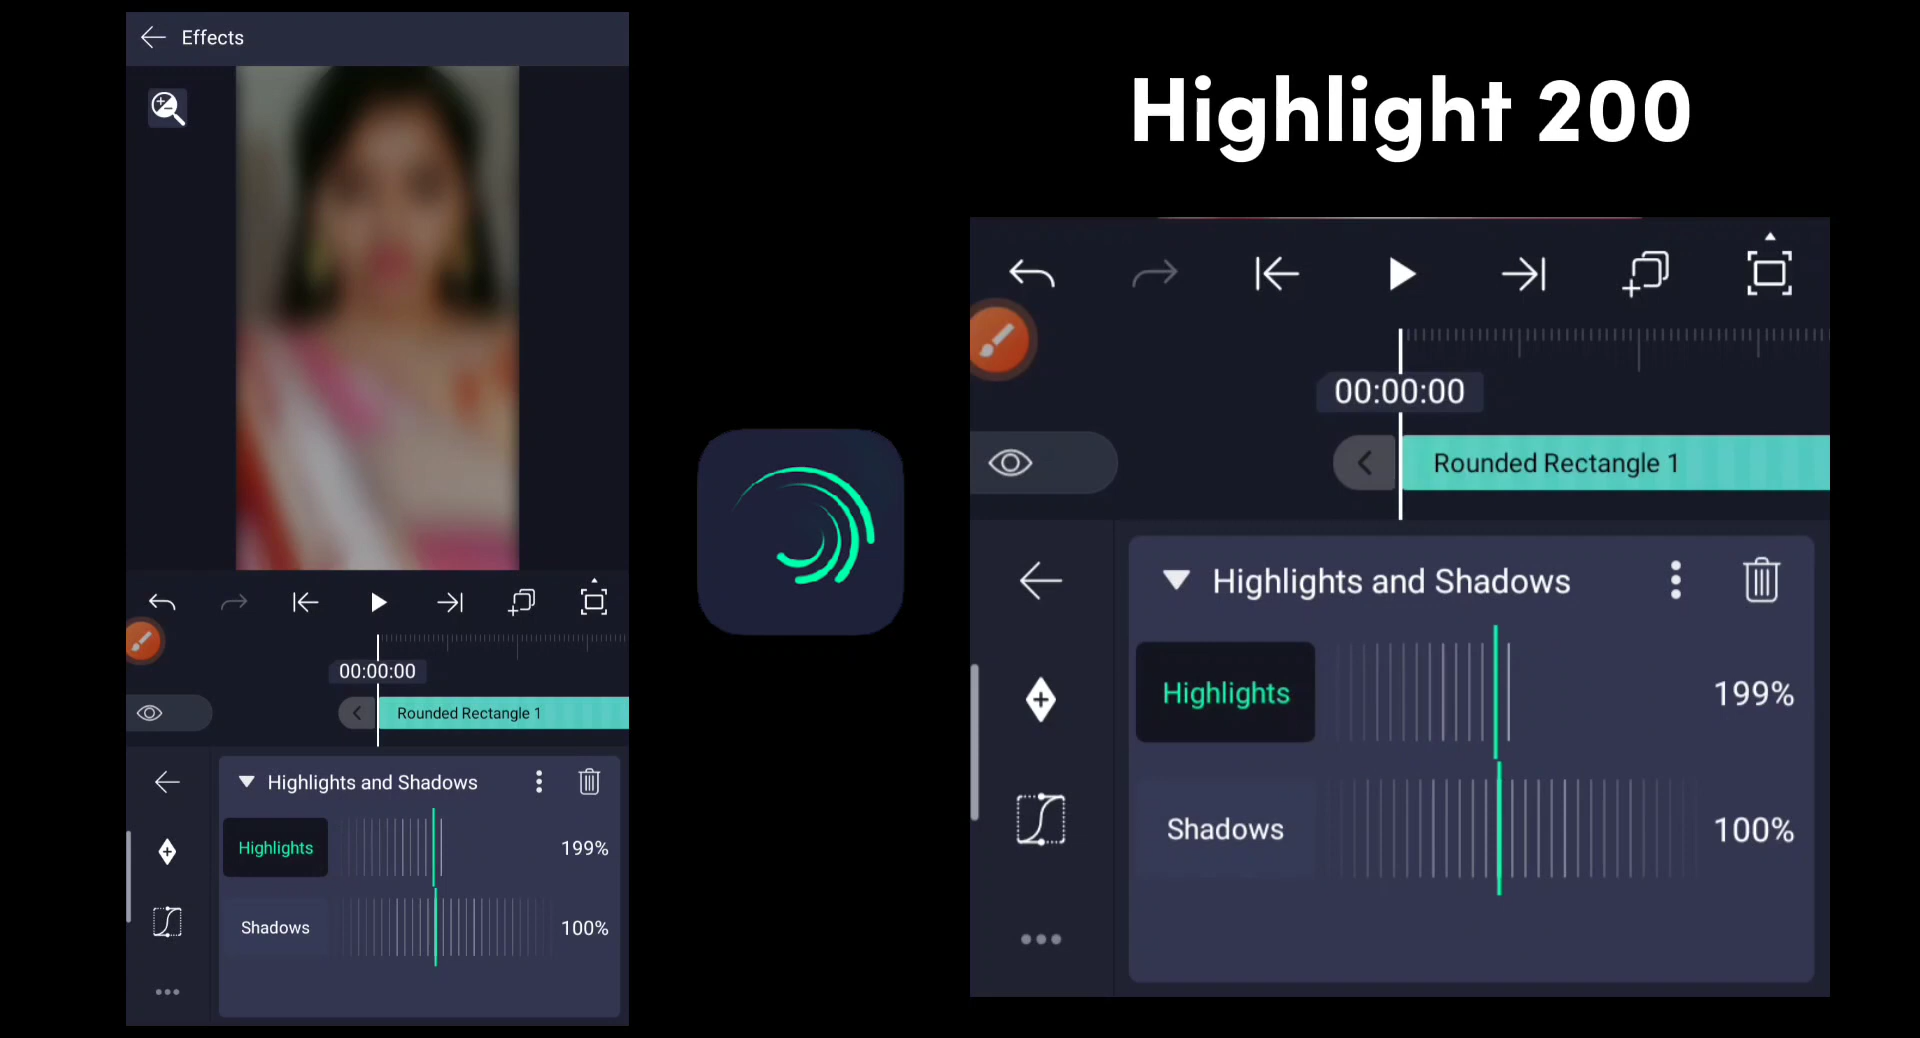 Effects
00:00:00
Rounded Rectangle 1
Highlights and Shadows
Highlights
199%
Shadows
100%
Highlight 200
00:00:00
Rounded Rectangle 1
Highlights and Shadows
Highlights
199%
Shadows
100%